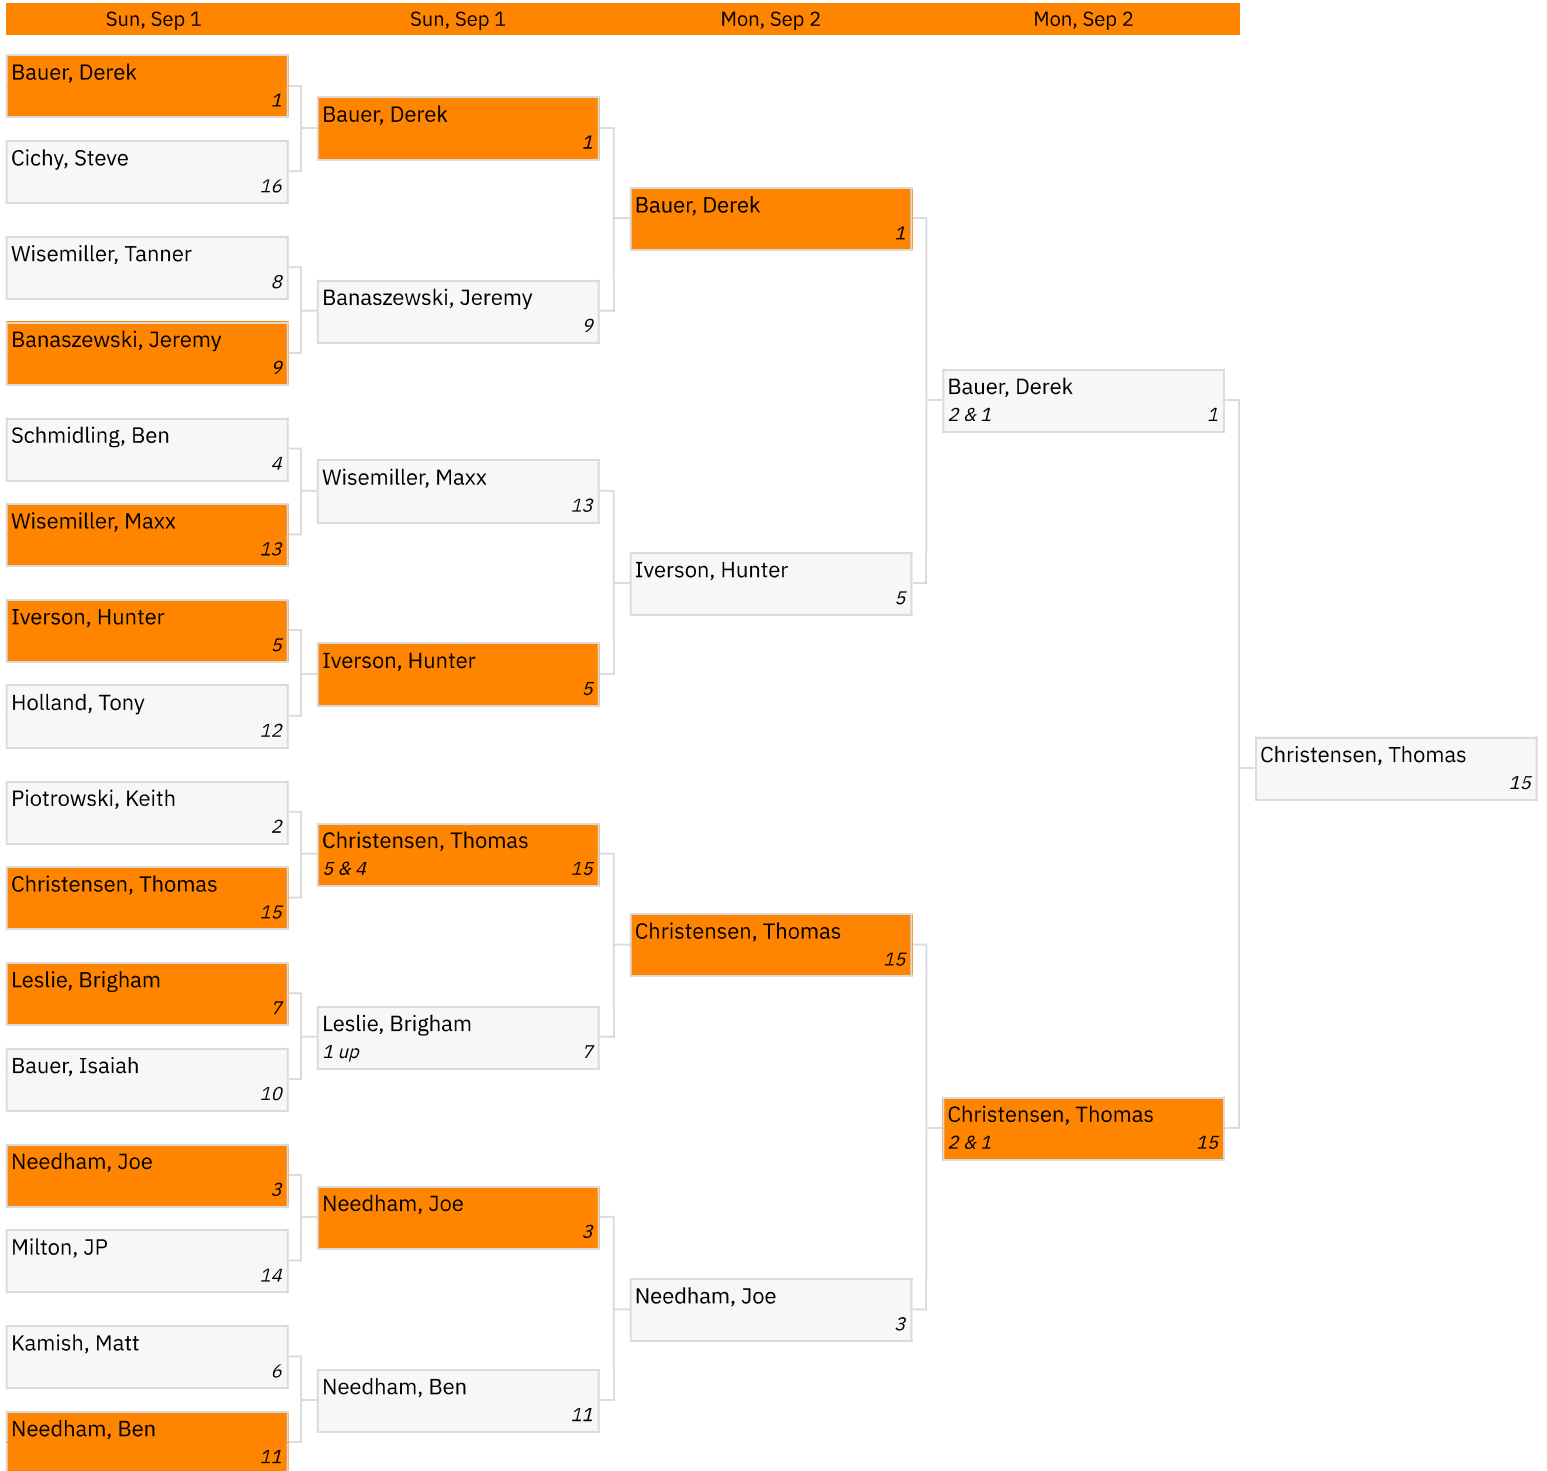 Sun, Sep 1
Sun, Sep 1
Mon, Sep 2
Mon, Sep 2
Bauer, Derek
1
Cichy, Steve
16
Wisemiller, Tanner
8
Banaszewski, Jeremy
9
Schmidling, Ben
4
Wisemiller, Maxx
13
Iverson, Hunter
5
Holland, Tony
12
Piotrowski, Keith
2
Christensen, Thomas
15
Leslie, Brigham
7
Bauer, Isaiah
10
Needham, Joe
3
Milton, JP
14
Kamish, Matt
6
Needham, Ben
11
Bauer, Derek
1
Banaszewski, Jeremy
9
Wisemiller, Maxx
13
Iverson, Hunter
5
Christensen, Thomas
5 & 4 15
Leslie, Brigham
1 up 7
Needham, Joe
3
Needham, Ben
11
Bauer, Derek
1
Iverson, Hunter
5
Christensen, Thomas
15
Needham, Joe
3
Bauer, Derek
2 & 1 1
Christensen, Thomas
2 & 1 15
Christensen, Thomas
15